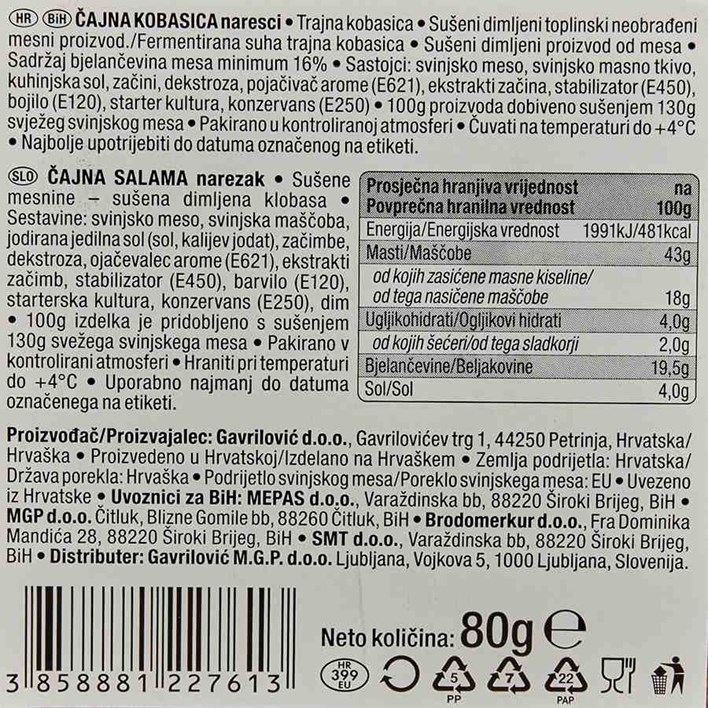 HR BiH ČAJNA KOBASICA naresci • Trajna kobasica • Sušeni dimljeni toplinski neobrađeni
mesni proizvod./Fermentirana suha trajna kobasica • Sušeni dimljeni proizvod od mesa •
Sadržaj bjelančevina mesa minimum 16% • Sastojci: svinjsko meso, svinjsko masno tkivo,
kuhinjska sol, začini, dekstroza, pojačivač arome (E621), ekstrakti začina, stabilizator (E450),
bojilo (E120), starter kultura, konzervans (E250) • 100g proizvoda dobiveno sušenjem 130g
svježeg svinjskog mesa • Pakirano u kontroliranoj atmosferi • Čuvati na temperaturi do +4°C
• Najbolje upotrijebiti do datuma označenog na etiketi.
SLO ČAJNA SALAMA narezak • Sušene
mesnine – sušena dimljena klobasa •
Sestavine: svinjsko meso, svinjska maščoba,
jodirana jedilna sol (sol, kalijev jodat), začimbe,
dekstroza, ojačevalec arome (E621), ekstrakti
začimb, stabilizator (E450), barvilo (E120),
starterska kultura, konzervans (E250), dim
• 100g izdelka je pridobljeno s sušenjem
130g svežega svinjskega mesa • Pakirano v
kontrolirani atmosferi • Hraniti pri temperaturi
do +4°C • Uporabno najmanj do datuma
označenega na etiketi.
Prosječna hranjiva vrijednost na
Povprečna hranilna vrednost 100g
Energija/Energijska vrednost 1991kJ/481kcal
Masti/Maščobe 43g
od kojih zasićene masne kiseline/
od tega nasičene maščobe 18g
Ugljikohidrati/Ogljikovi hidrati 4,0g
od kojih šećeri/od tega sladkorji 2,0g
Bjelančevine/Beljakovine 19,5g
Sol/Sol 4,0g
Proizvođač/Proizvajalec: Gavrilović d.o.o., Gavrilovićev trg 1, 44250 Petrinja, Hrvatska/
Hrvaška • Proizvedeno u Hrvatskoj/Izdelano na Hrvaškem • Zemlja podrijetla: Hrvatska/
Država porekla: Hrvaška • Podrijetlo svinjskog mesa/Poreklo svinjskega mesa: EU • Uvezeno
iz Hrvatske • Uvoznici za BiH: MEPAS d.o.o., Varaždinska bb, 88220 Široki Brijeg, BiH •
MGP d.o.o. Čitluk, Blizne Gomile bb, 88260 Čitluk, BiH • Brodomerkur d.o.o., Fra Dominika
Mandića 28, 88220 Široki Brijeg, BiH • SMT d.o.o., Varaždinska bb, 88220 Široki Brijeg,
BiH • Distributer: Gavrilović M.G.P. d.o.o. Ljubljana, Vojkova 5, 1000 Ljubljana, Slovenija.
Neto količina: 80g e
HR
399
EU
5
PP
7
22
PAP
3 858881 227613